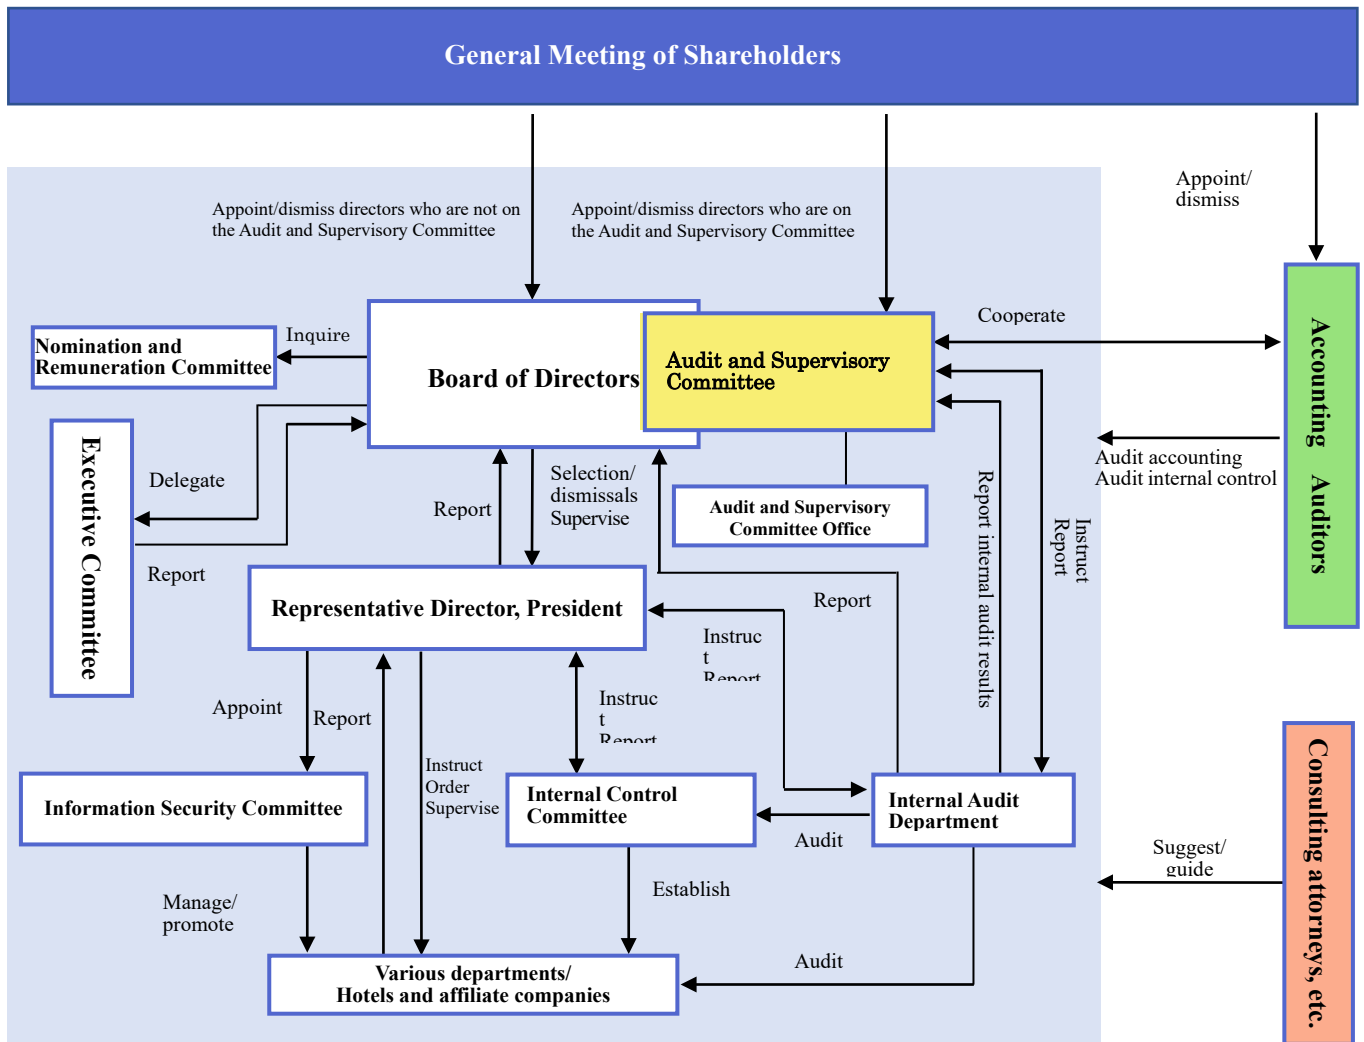 General Meeting of Shareholders
Appoint/
dismiss
Appoint/dismiss directors who are not on
the Audit and Supervisory Committee
Appoint/dismiss directors who are on
the Audit and Supervisory Committee
Cooperate
Inquire
Nomination and
Remuneration Committee
Board of Directors
Audit and Supervisory
Committee
Accounting Auditors
Audit accounting
Audit internal control
Executive Committee
Delegate
Report
Report
Selection/
dismissals
Supervise
Audit and Supervisory
Committee Office
Report internal audit results
Instruct
Report
Representative Director, President
Report
Instruc
t
Report
Instruc
t
Report
Appoint
Report
Instruct
Order
Supervise
Information Security Committee
Internal Control
Committee
Internal Audit
Department
Audit
Consulting attorneys, etc.
Suggest/
guide
Manage/
promote
Establish
Audit
Various departments/
Hotels and affiliate companies